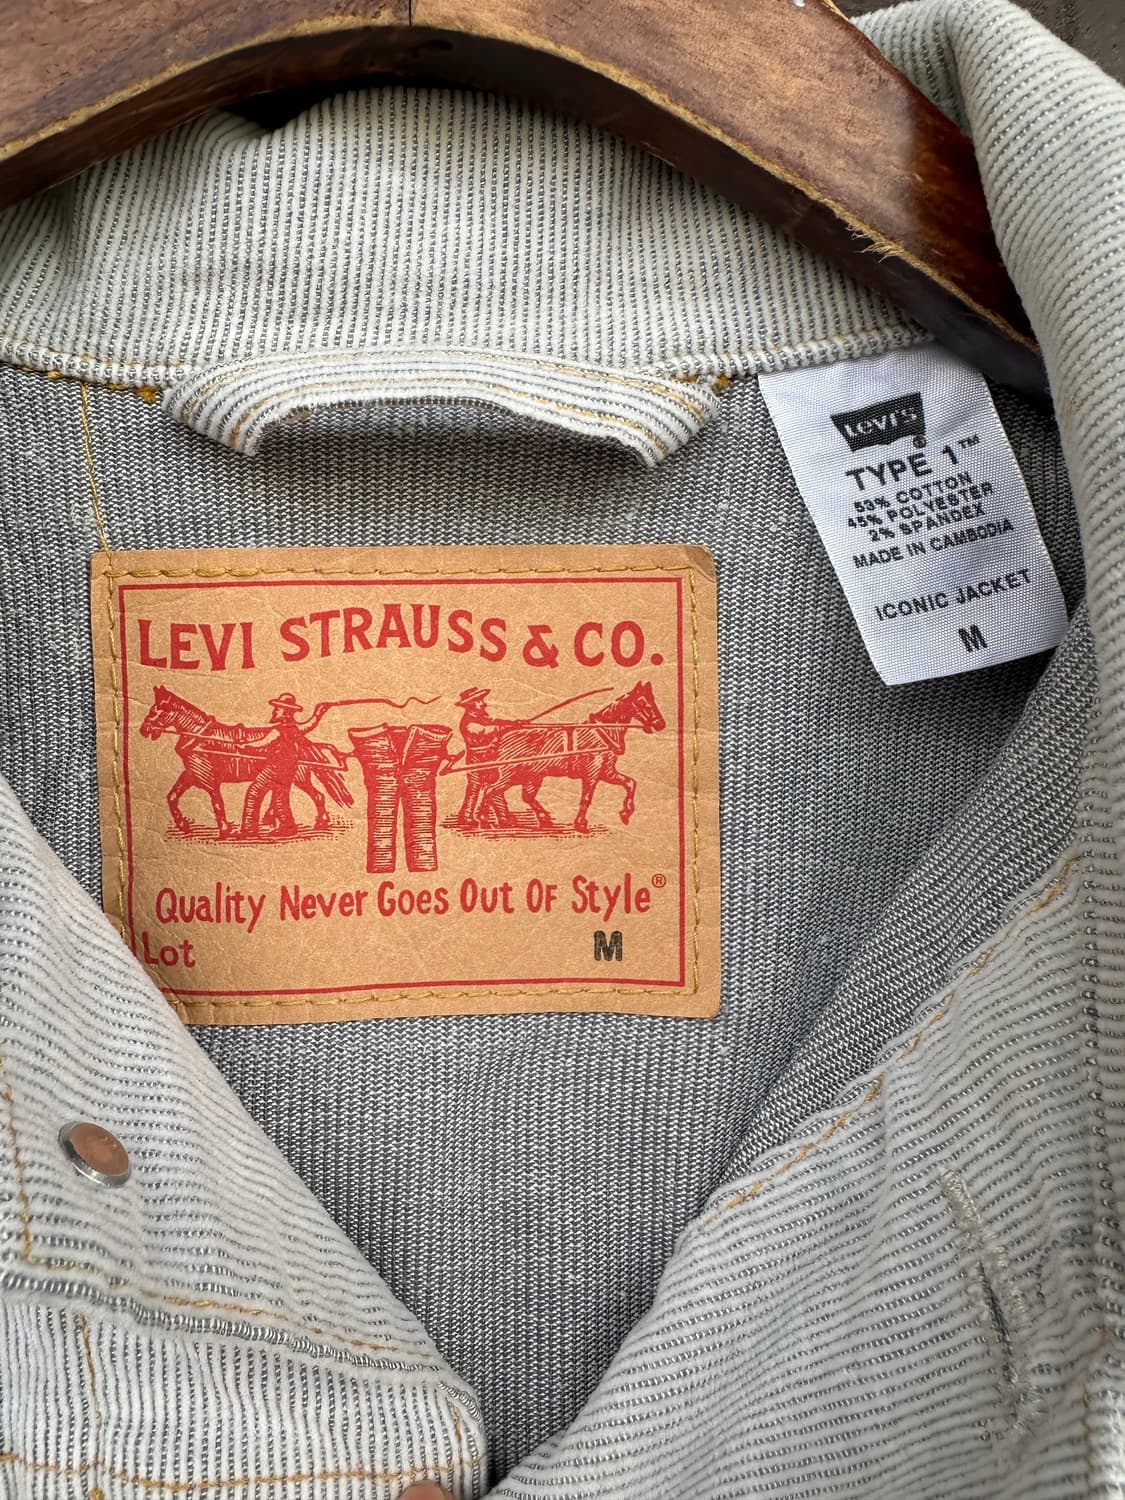 LEVI STRAUSS & CO.
Quality Never Goes Out Of Style®
Lot M
Levi's®
TYPE 1™
53% COTTON
45% POLYESTER
2% SPANDEX
MADE IN CAMBODIA
ICONIC JACKET
M